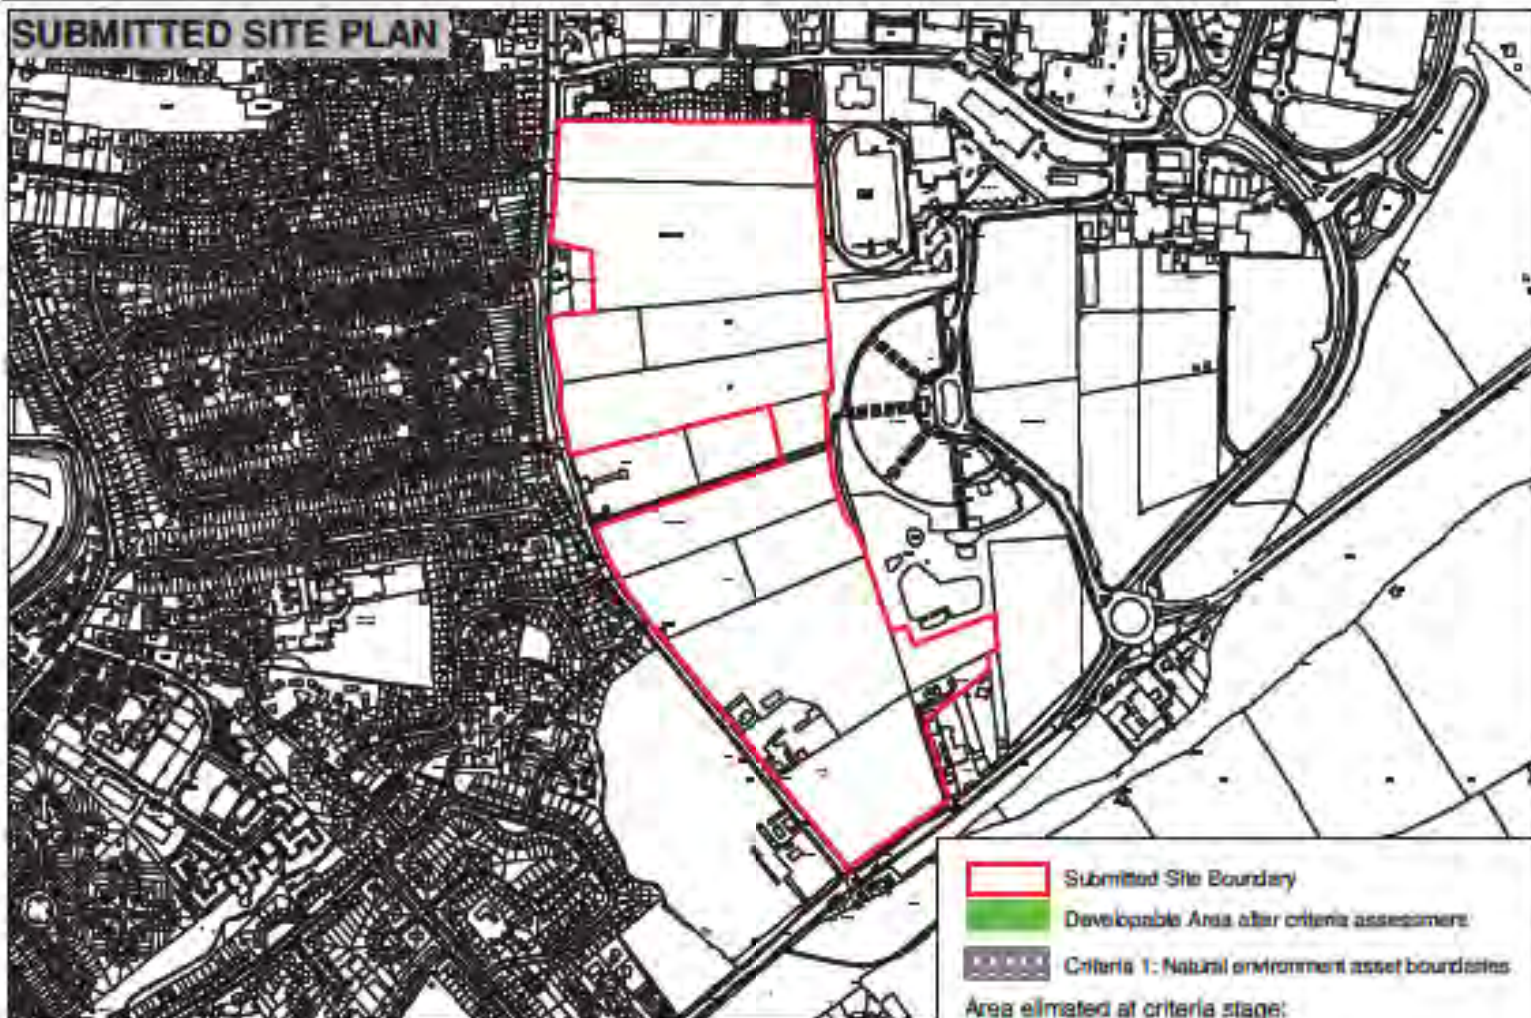 SUBMITTED SITE PLAN
Submitted Site Boundary
Developable Area after criteria assessment
Criteria 1: Natural environment asset boundaries
Area elimated at criteria stage: